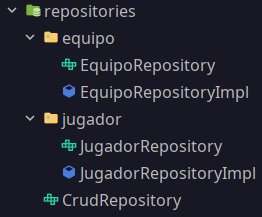 repositories
equipo
EquipoRepository
EquipoRepositoryImpl
jugador
JugadorRepository
JugadorRepositoryImpl
CrudRepository